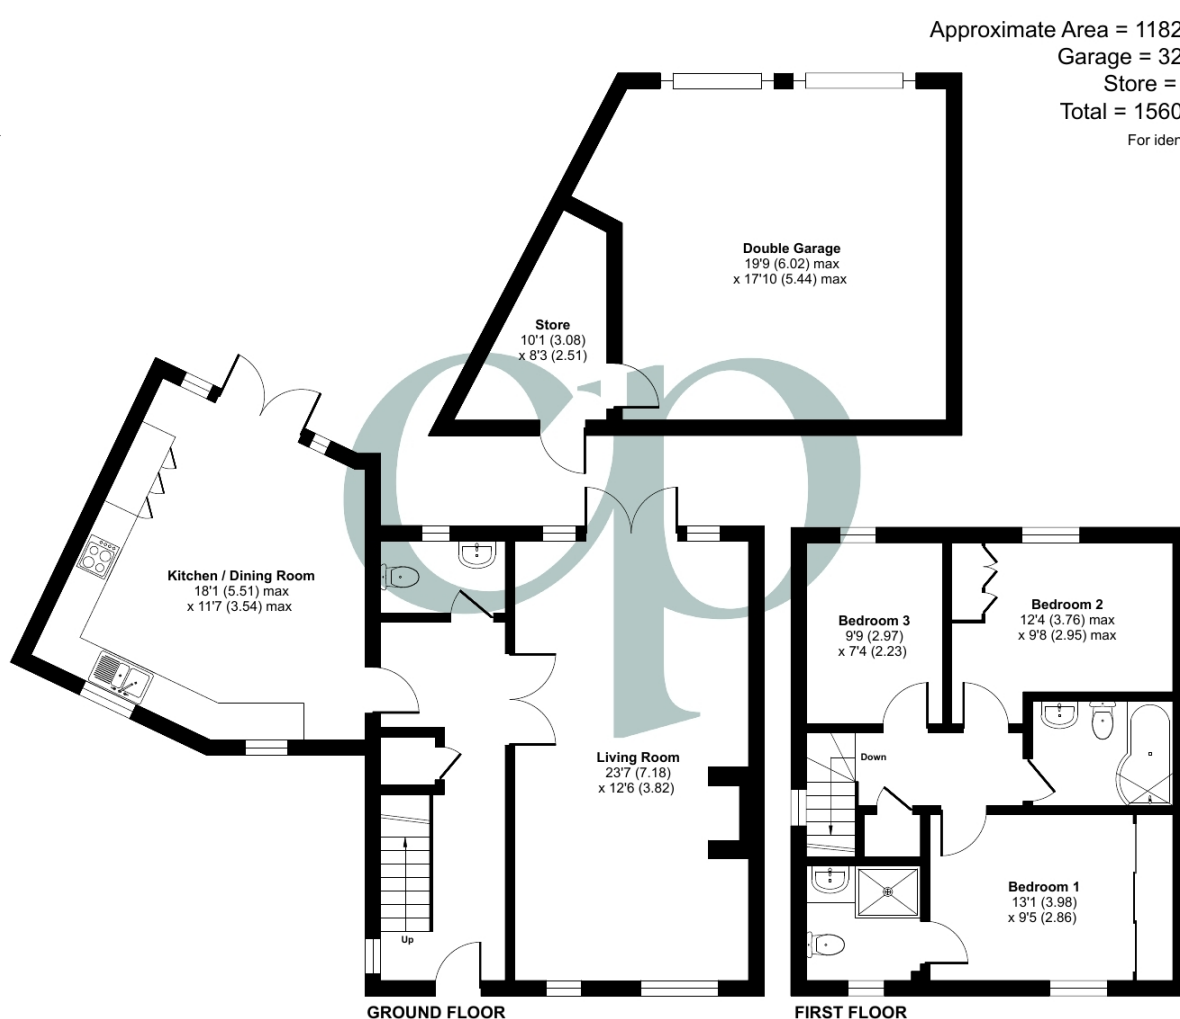 Approximate Area = 1182
Garage = 32
Store =
Total = 1560
For iden
Double Garage
19'9 (6.02) max
x 17'10 (5.44) max
Store
10'1 (3.08)
x 8'3 (2.51)
cp
Kitchen / Dining Room
18'1 (5.51) max
x 11'7 (3.54) max
Bedroom 3
9'9 (2.97)
x 7'4 (2.23)
Bedroom 2
12'4 (3.76) max
x 9'8 (2.95) max
Living Room
23'7 (7.18)
x 12'6 (3.82)
Down
Bedroom 1
13'1 (3.98)
x 9'5 (2.86)
Up
GROUND FLOOR
FIRST FLOOR